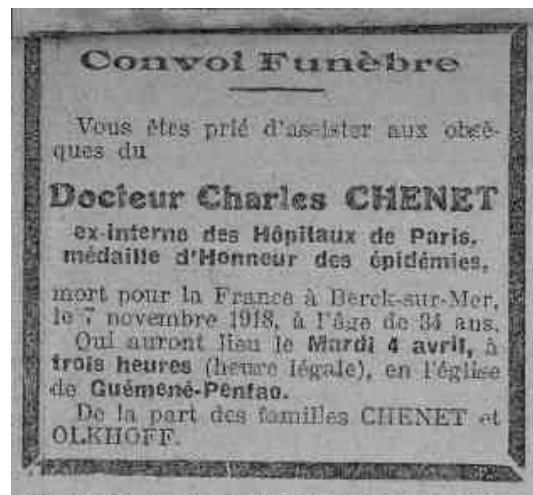 Convoi Funèbre
Vous êtes prié d'assister aux obsè-
ques du
Docteur Charles CHENET
ex-interne des Hôpitaux de Paris,
médaille d'Honneur des épidémies,
mort pour la France à Berck-sur-Mer,
le 7 novembre 1918, à l'âge de 34 ans.
Qui auront lieu le Mardi 4 avril, à
trois heures (heure légale), en l'église
de Guémené-Penfao.
De la part des familles CHENET et
OLKHOFF.